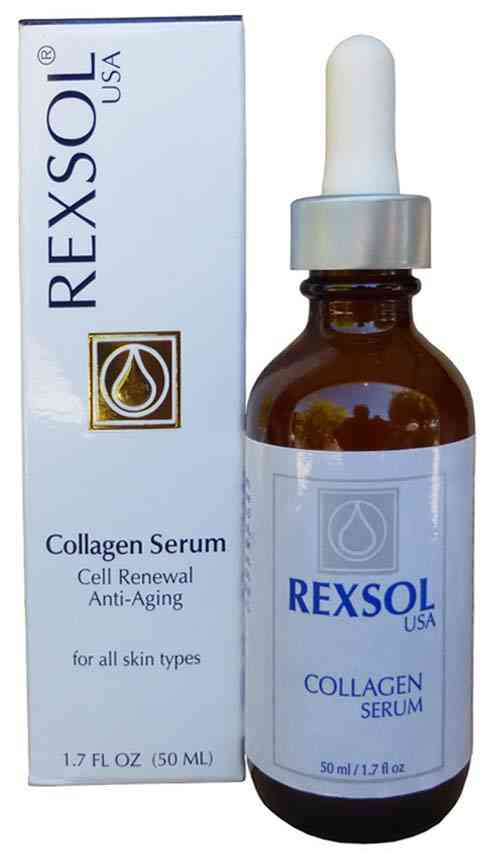 REXSOL®
USA
Collagen Serum
Cell Renewal
Anti-Aging
for all skin types
1.7 FL OZ (50 ML)
REXSOL
USA
COLLAGEN
SERUM
50 ml / 1.7 fl oz